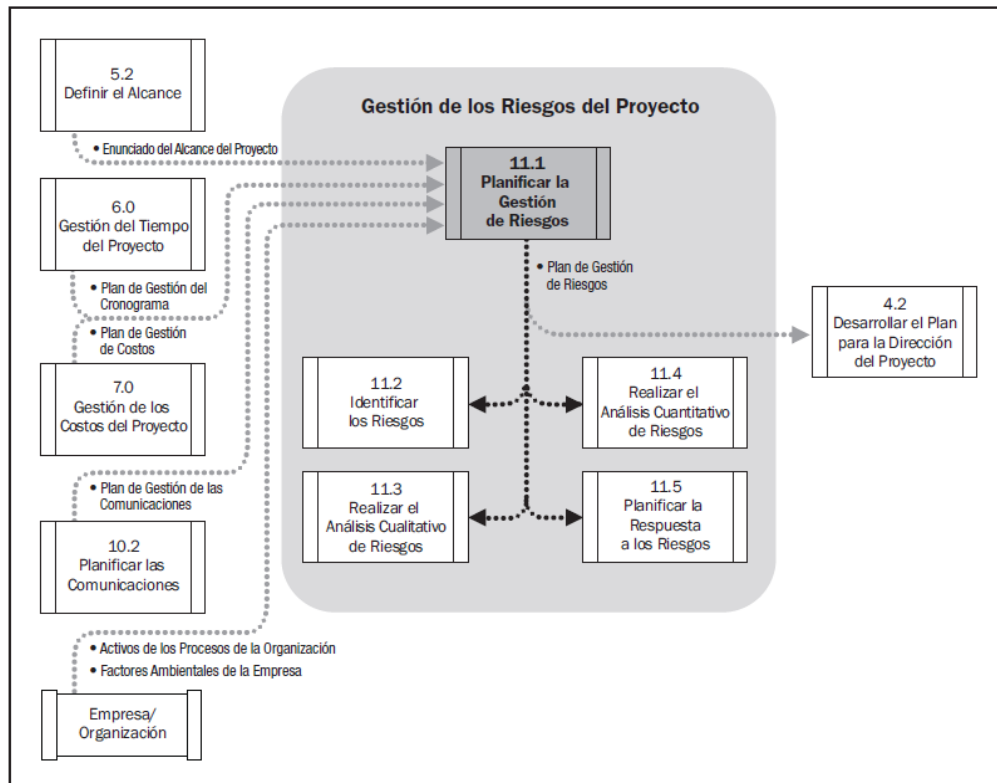 5.2
Definir el Alcance
• Enunciado del Alcance del Proyecto
6.0
Gestión del Tiempo
del Proyecto
• Plan de Gestión del
Cronograma
• Plan de Gestión
de Costos
7.0
Gestión de los
Costos del Proyecto
• Plan de Gestión de las
Comunicaciones
10.2
Planificar las
Comunicaciones
• Activos de los Procesos de la Organización
• Factores Ambientales de la Empresa
Empresa/
Organización
Gestión de los Riesgos del Proyecto
11.1
Planificar la
Gestión
de Riesgos
• Plan de Gestión
de Riesgos
11.2
Identificar
los Riesgos
11.4
Realizar el
Análisis Cuantitativo
de Riesgos
11.3
Realizar el
Análisis Cualitativo
de Riesgos
11.5
Planificar la
Respuesta
a los Riesgos
4.2
Desarrollar el Plan
para la Dirección
del Proyecto